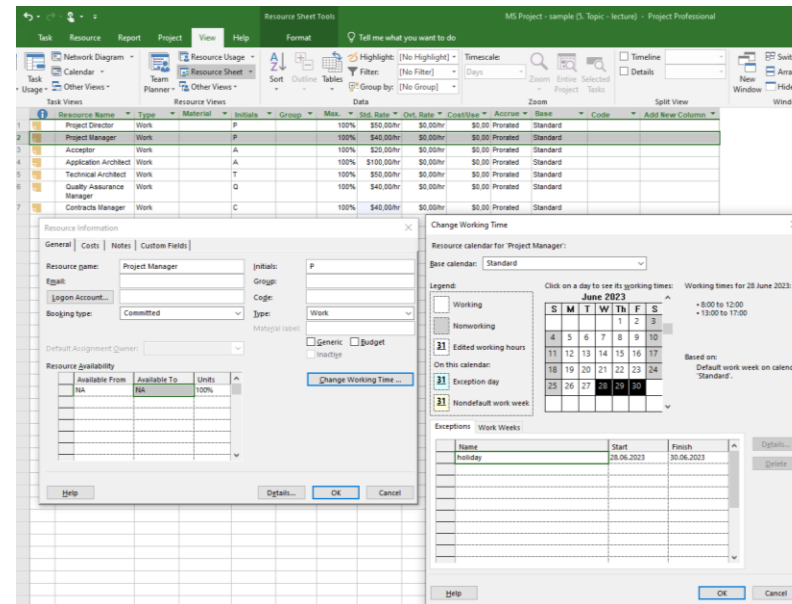 Resource Sheet Tools
MS Project - sample (5. Topic - lecture) - Project Professional
Task Resource Report Project View Help Format Tell me what you want to do
Network Diagram Resource Usage Highlight: [No Highlight] Timescale: Timeline
Task Usage Calendar Team Planner Resource Sheet Sort Outline Tables Filter: [No Filter] Days Zoom Entire Project Selected Tasks Details New Window
Other Views Other Views Group by: [No Group]
Task Views Resource Views Data Zoom Split View
Resource Name Type Material Initials Group Max. Std. Rate Ovt. Rate Cost/Use Accrue Base Code Add New Column
1 Project Director Work P 100% $50,00/hr $0,00/hr $0,00 Prorated Standard
2 Project Manager Work P 100% $40,00/hr $0,00/hr $0,00 Prorated Standard
3 Acceptor Work A 100% $20,00/hr $0,00/hr $0,00 Prorated Standard
4 Application Architect Work A 100% $100,00/hr $0,00/hr $0,00 Prorated Standard
5 Technical Architect Work T 100% $50,00/hr $0,00/hr $0,00 Prorated Standard
6 Quality Assurance Manager Work Q 100% $40,00/hr $0,00/hr $0,00 Prorated Standard
7 Contracts Manager Work C 100% $40,00/hr $0,00/hr $0,00 Prorated Standard
Resource Information
General Costs Notes Custom Fields
Resource name: Project Manager Initials: P
Email: Group:
Logon Account... Code:
Booking type: Committed Type: Work
Material label:
Default Assignment Owner: Generic Budget
Inactive
Resource Availability
Available From Available To Units Change Working Time ...
NA NA 100%
Help Details... OK Cancel
Change Working Time
Resource calendar for 'Project Manager':
Base calendar: Standard
Legend: Click on a day to see its working times: Working times for 28 June 2023:
Working June 2023 • 8:00 to 12:00
S M T W Th F S • 13:00 to 17:00
Nonworking 1 2 3
4 5 6 7 8 9 10
31 Edited working hours 11 12 13 14 15 16 17 Based on:
On this calendar: 18 19 20 21 22 23 24 Default work week on calend
31 Exception day 25 26 27 28 29 30 'Standard'.
31 Nondefault work week
Exceptions Work Weeks
Name Start Finish Details...
holiday 28.06.2023 30.06.2023 Delete
Help OK Cancel